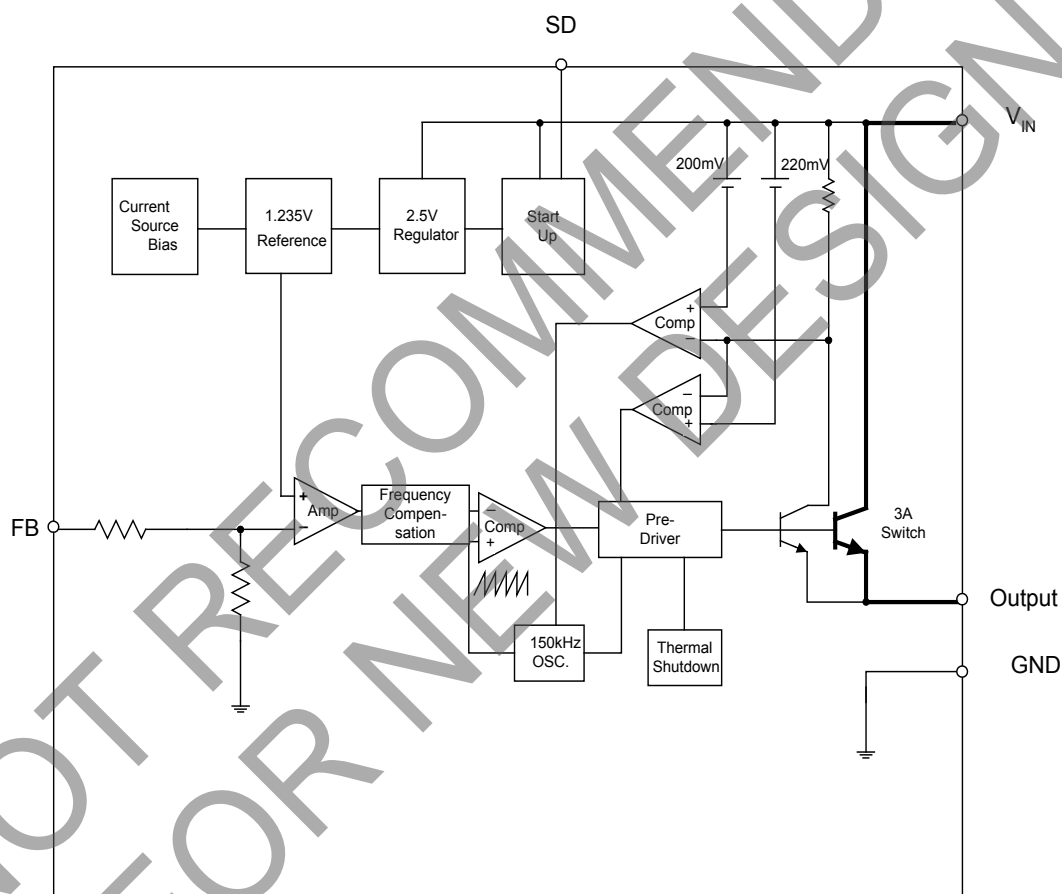 SD
V_IN
200mV
220mV
Current
Source
Bias
1.235V
Reference
2.5V
Regulator
Start
Up
+
Comp
−
−
Comp
+
FB
+
Amp
−
Frequency
Compen-
sation
−
Comp
+
Pre-
Driver
3A
Switch
150kHz
OSC.
Thermal
Shutdown
Output
GND
NOT RECOMMEND
FOR NEW DESIGN